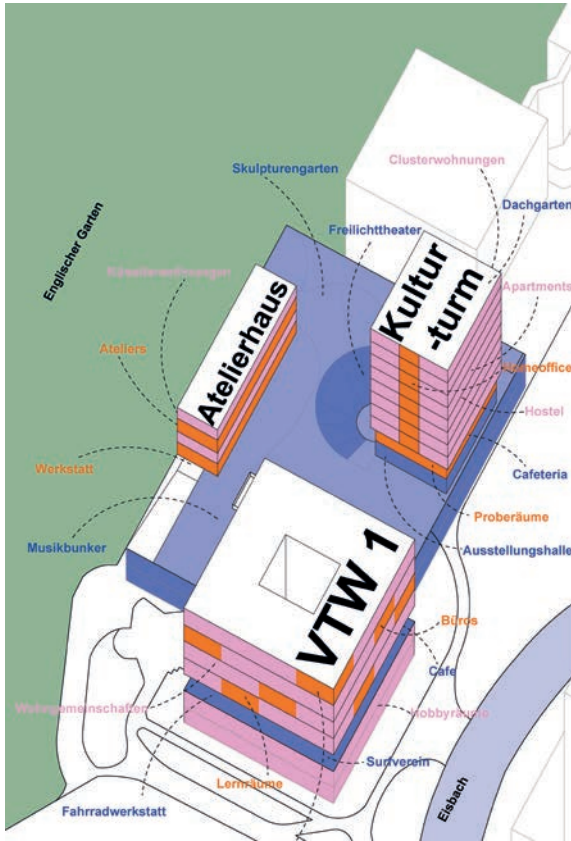 Clusterwohnungen
Skulpturengarten
Dachgarten
Freilichttheater
Englischer Garten
Kultur
-turm
Künstlerwohnungen
Atelierhaus
Apartments
Ateliers
Homeoffice
Hostel
Werkstatt
Cafeteria
Proberäume
Musikbunker
Ausstellungshalle
VTW 1
Büros
Cafe
Wohngemeinschaften
Hobbyräume
Surfverein
Lernräume
Fahrradwerkstatt
Eisbach